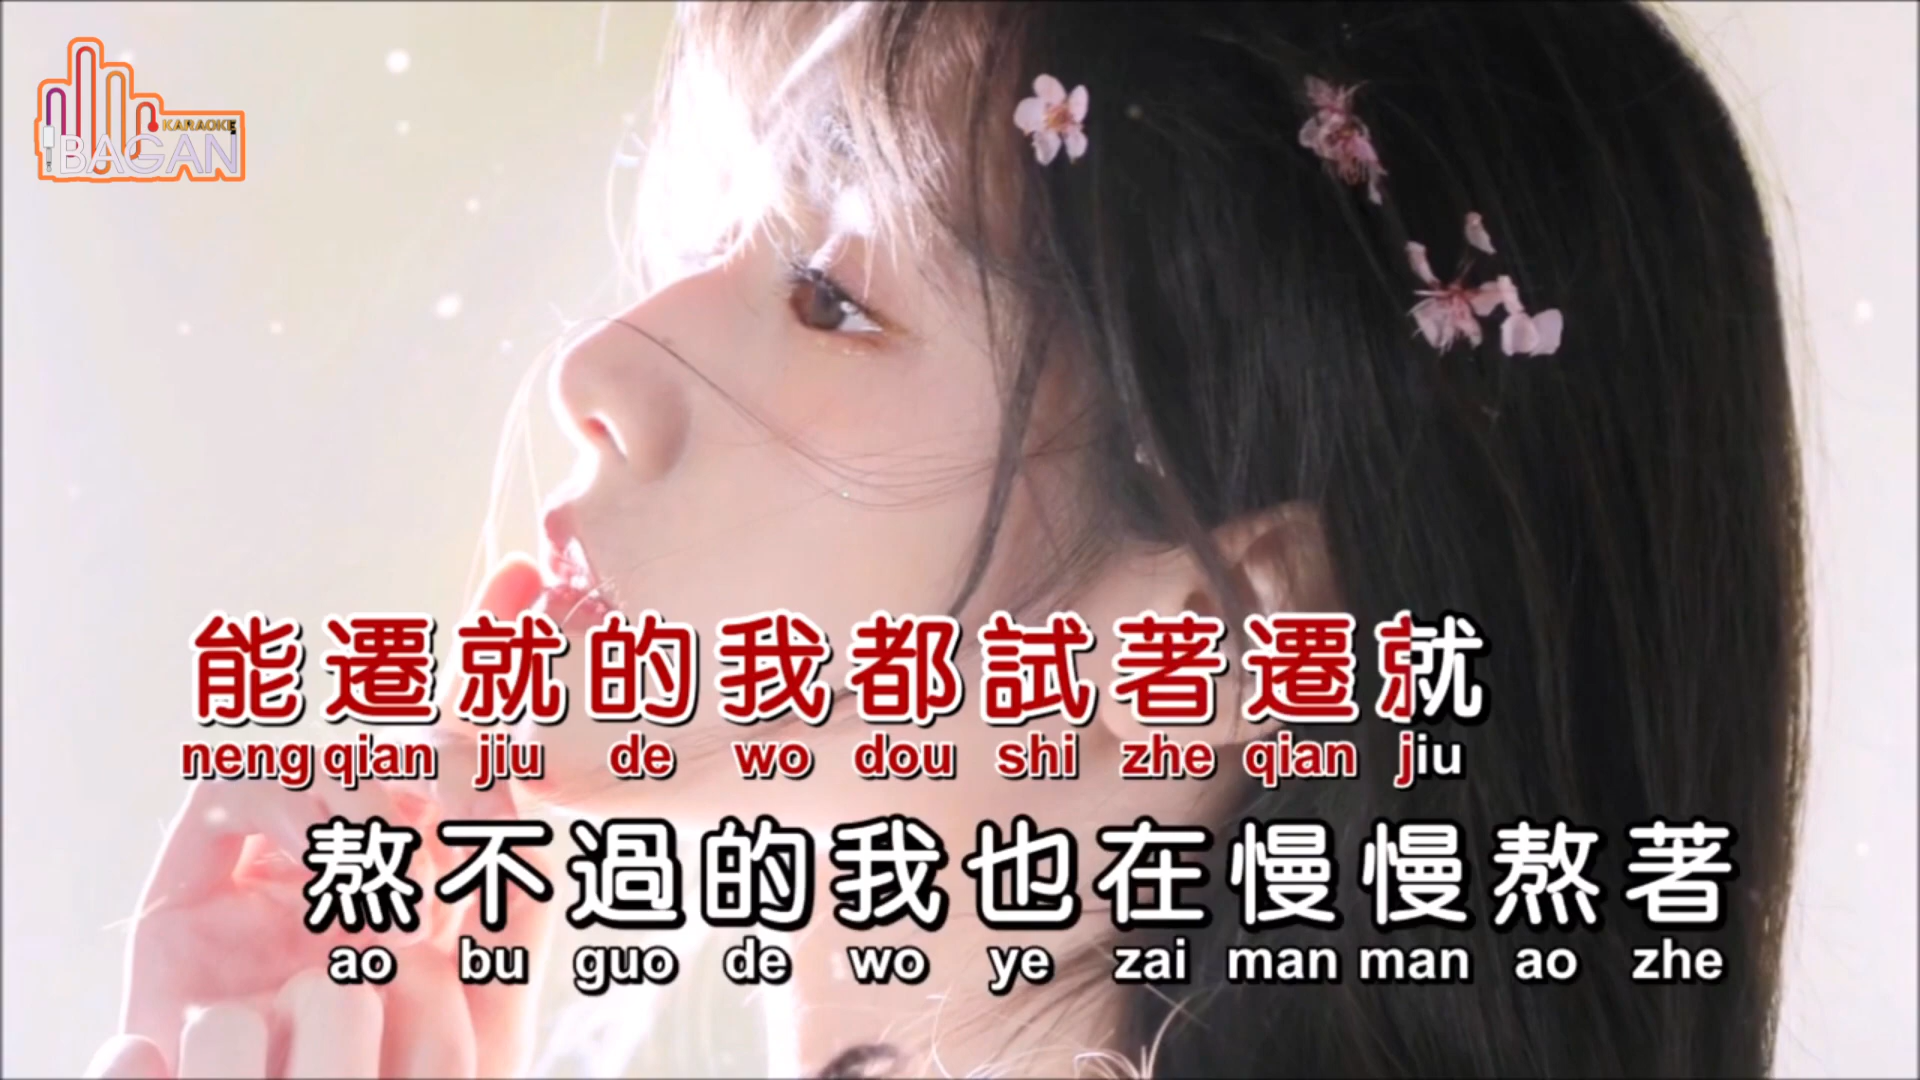 KARAOKE
BAGAN
能遷就的我都試著遷就
neng qian jiu de wo dou shi zhe qian jiu
熬不過的我也在慢慢熬著
ao bu guo de wo ye zai man man ao zhe